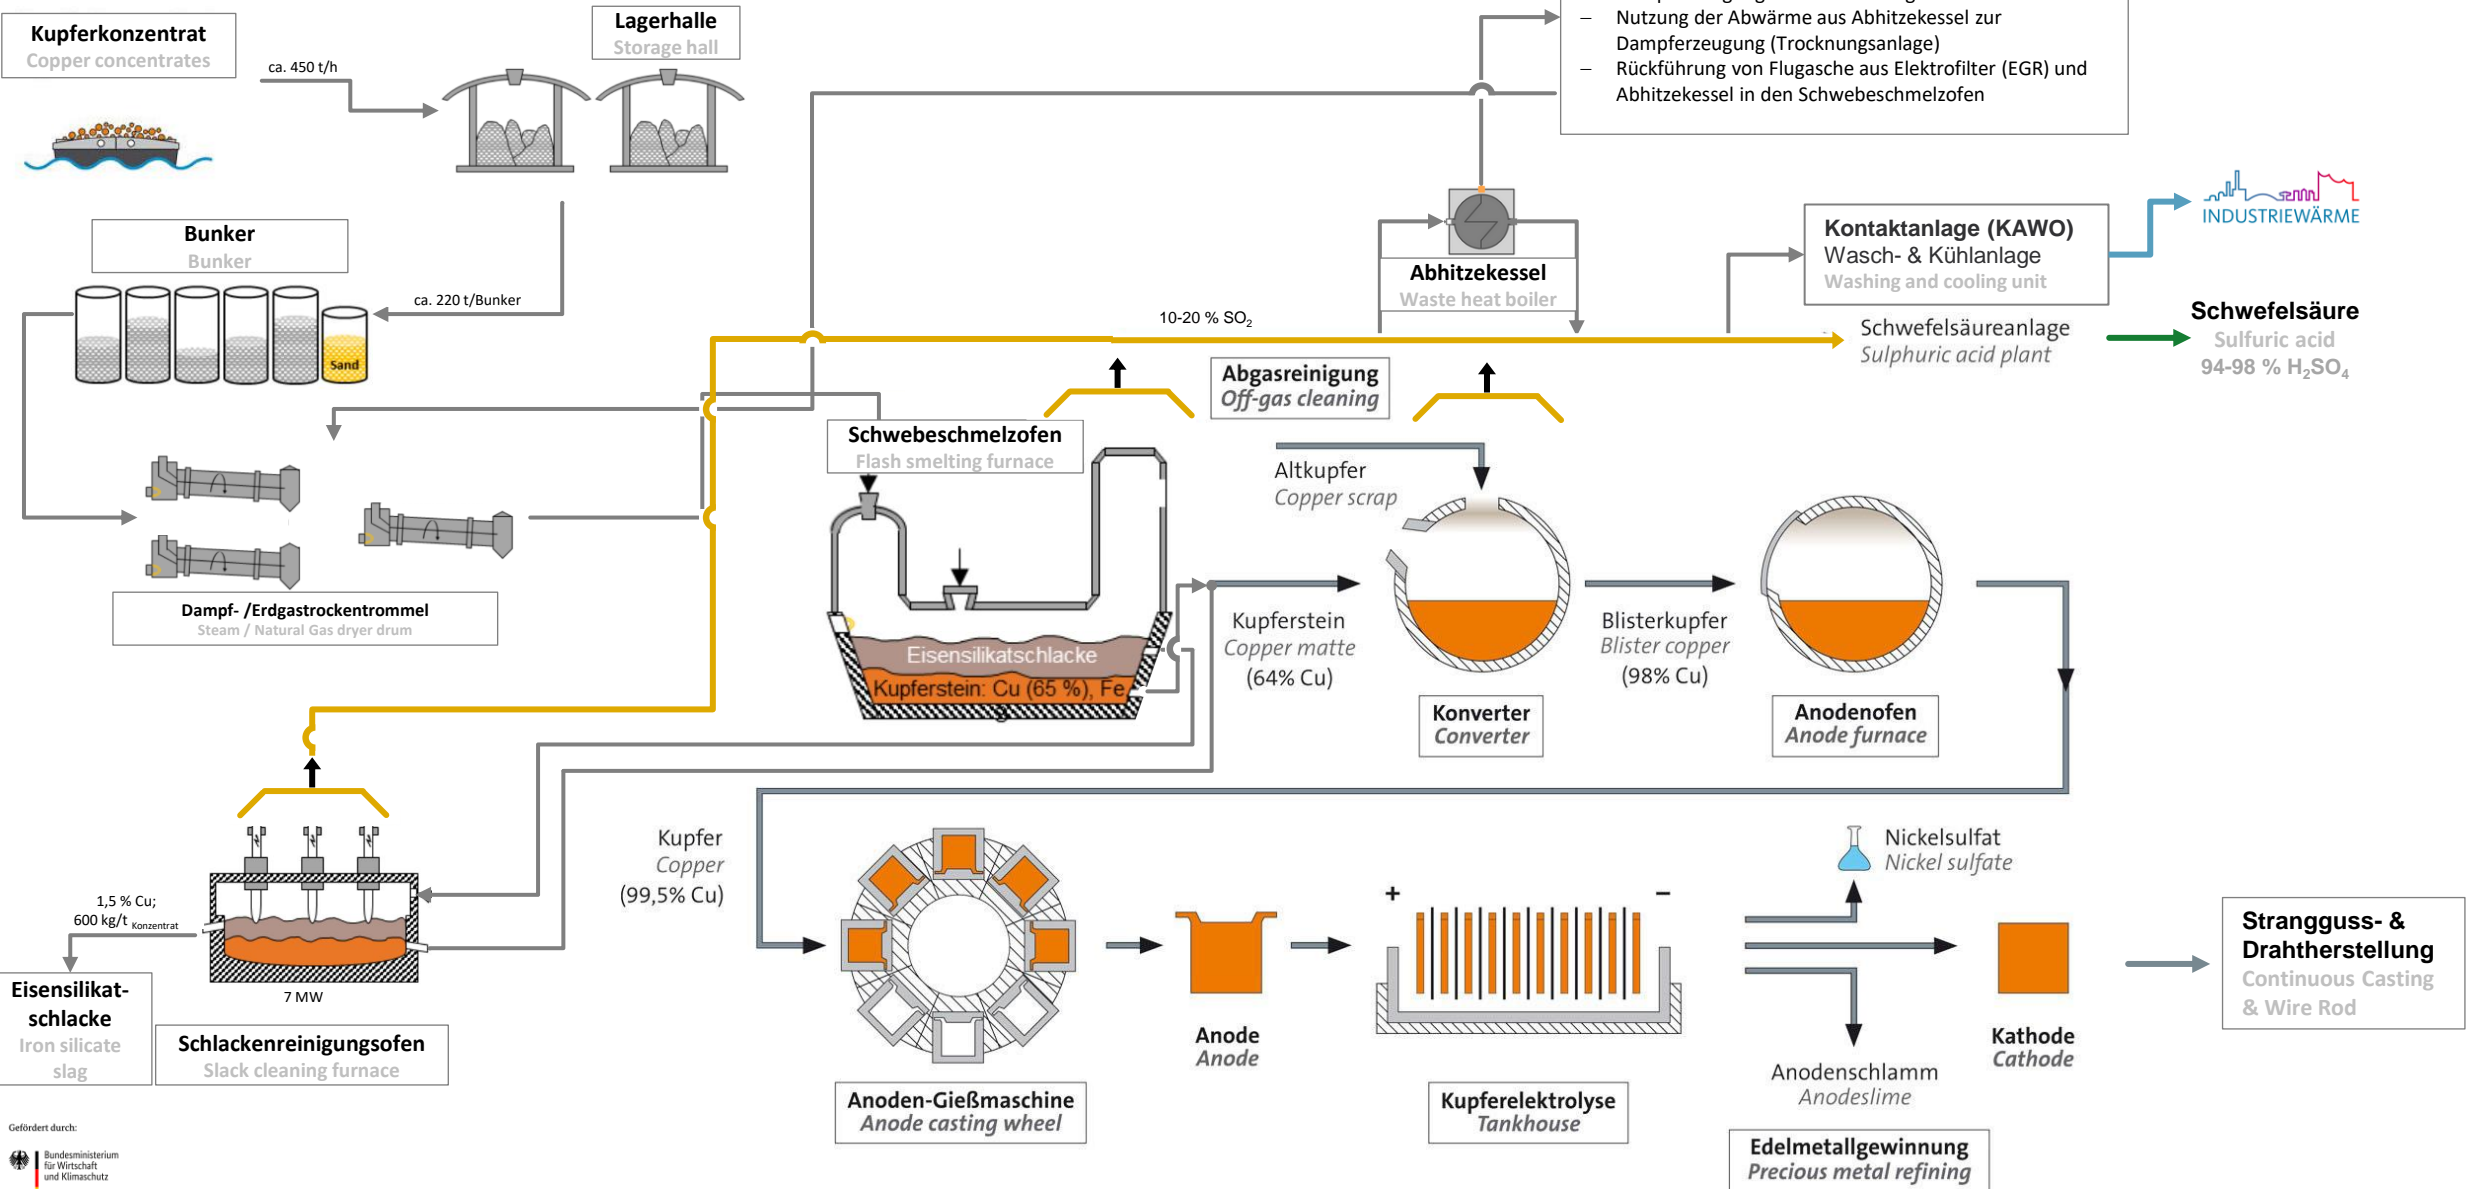 Kupferkonzentrat
Copper concentrates
ca. 450 t/h
Lagerhalle
Storage hall
– Nutzung der Abwärme aus Abhitzekessel zur
Dampferzeugung (Trocknungsanlage)
– Rückführung von Flugasche aus Elektrofilter (EGR) und
Abhitzekessel in den Schwebeschmelzofen
Bunker
Bunker
ca. 220 t/Bunker
Sand
Dampf- /Erdgastrockentrommel
Steam / Natural Gas dryer drum
Abhitzekessel
Waste heat boiler
10-20 % SO₂
Abgasreinigung
Off-gas cleaning
Kontaktanlage (KAWO)
Wasch- & Kühlanlage
Washing and cooling unit
INDUSTRIEWÄRME
Schwefelsäureanlage
Sulphuric acid plant
Schwefelsäure
Sulfuric acid
94-98 % H₂SO₄
Schwebeschmelzofen
Flash smelting furnace
Eisensilikatschlacke
Kupferstein: Cu (65 %), Fe,
Altkupfer
Copper scrap
Kupferstein
Copper matte
(64% Cu)
Konverter
Converter
Blisterkupfer
Blister copper
(98% Cu)
Anodenofen
Anode furnace
1,5 % Cu;
600 kg/t Konzentrat
7 MW
Eisensilikat-
schlacke
Iron silicate
slag
Schlackenreinigungsofen
Slack cleaning furnace
Kupfer
Copper
(99,5% Cu)
Anoden-Gießmaschine
Anode casting wheel
Anode
Anode
+ –
Kupferelektrolyse
Tankhouse
Nickelsulfat
Nickel sulfate
Kathode
Cathode
Anodenschlamm
Anodeslime
Edelmetallgewinnung
Precious metal refining
Strangguss- &
Drahtherstellung
Continuous Casting
& Wire Rod
Gefördert durch:
Bundesministerium
für Wirtschaft
und Klimaschutz